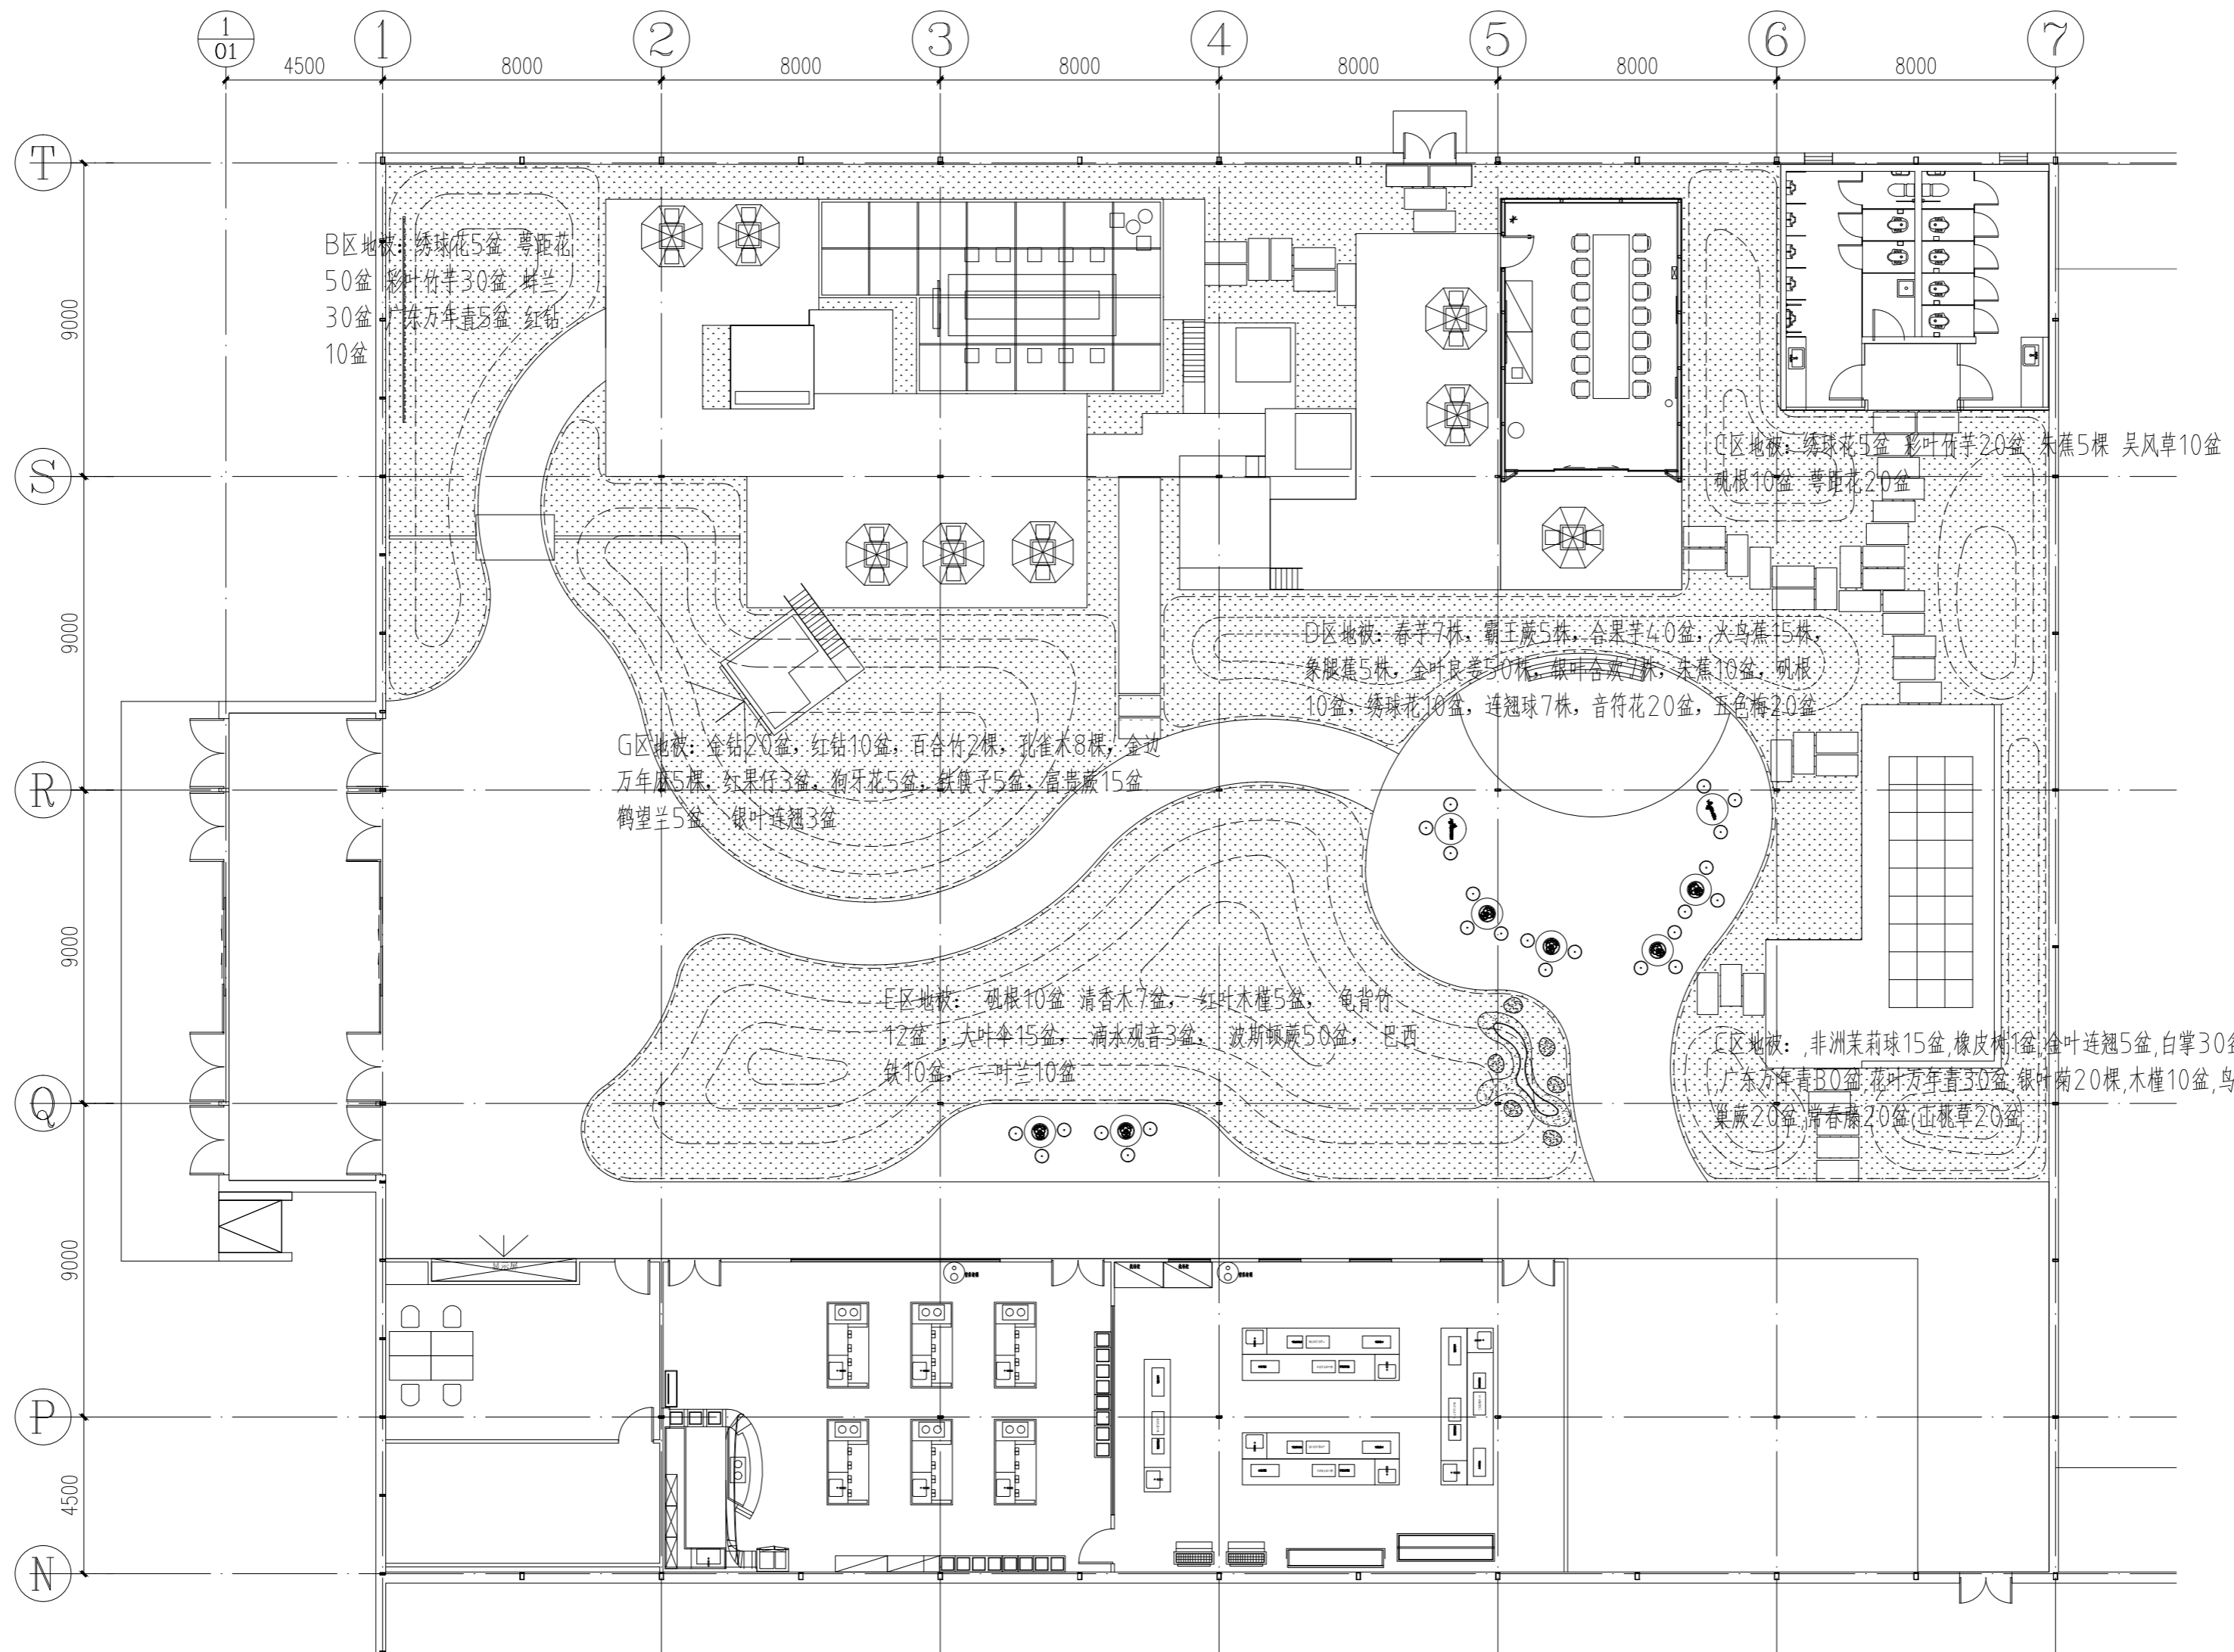 1
01
1
2
3
4
5
6
7
4500
8000
8000
8000
8000
8000
8000
T
S
R
Q
P
N
9000
9000
9000
9000
4500
B区地被：绣球花5盆 萼距花
50盆 彩叶竹芋30盆 蚌兰
30盆 广东万年青5盆 红钻
10盆
C区地被：绣球花5盆 彩叶竹芋20盆 朱蕉5棵 吴风草10盆
矾根10盆 萼距花20盆
D区地被：春芋7株，霸王蕨5株，合果芋40盆，火鸟蕉15株，
象腿蕉5株，金叶良姜50株，银叶合欢7株，朱蕉10盆，矾根
10盆，绣球花10盆，连翘球7株，音符花20盆，五色梅20盆
G区地被：金钻20盆，红钻10盆，百合竹2棵，孔雀木8棵，金边
万年麻5棵，红果仔3盆，狗牙花5盆，铁筷子5盆，富贵蕨15盆
鹤望兰5盆 银叶连翘3盆
E区地被： 矾根10盆 清香木7盆， 红叶木槿5盆， 龟背竹
12盆 ，大叶伞15盆， 滴水观音3盆， 波斯顿蕨50盆， 巴西
铁10盆， 一叶兰10盆
C区地被：,非洲茉莉球15盆,橡皮树1盆,金叶连翘5盆,白掌30盆
,广东万年青30盆,花叶万年青30盆,银叶菊20棵,木槿10盆,鸟
巢蕨20盆,常春藤20盆,山桃草20盆
显示屏